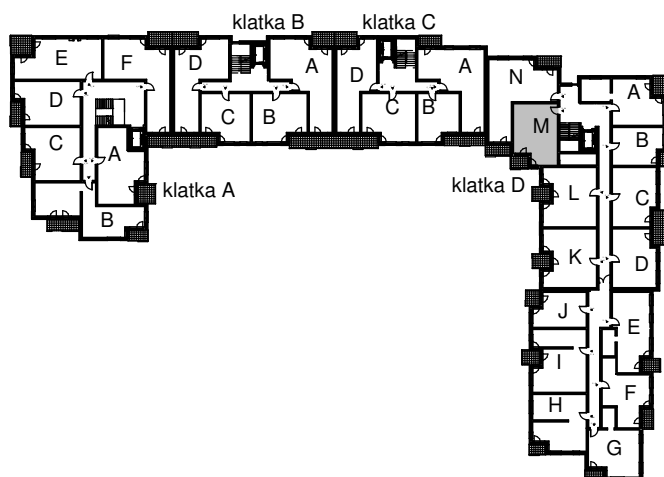 klatka B klatka C
E F D A D A N A
D M
C C B C B B
A
klatka A klatka D L C
B
K D
J E
I
H F
G